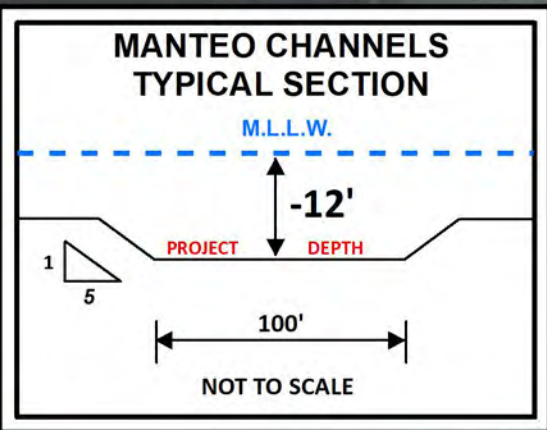 MANTEO CHANNELS
TYPICAL SECTION
M.L.L.W.
-12'
PROJECT DEPTH
1
5
100'
NOT TO SCALE